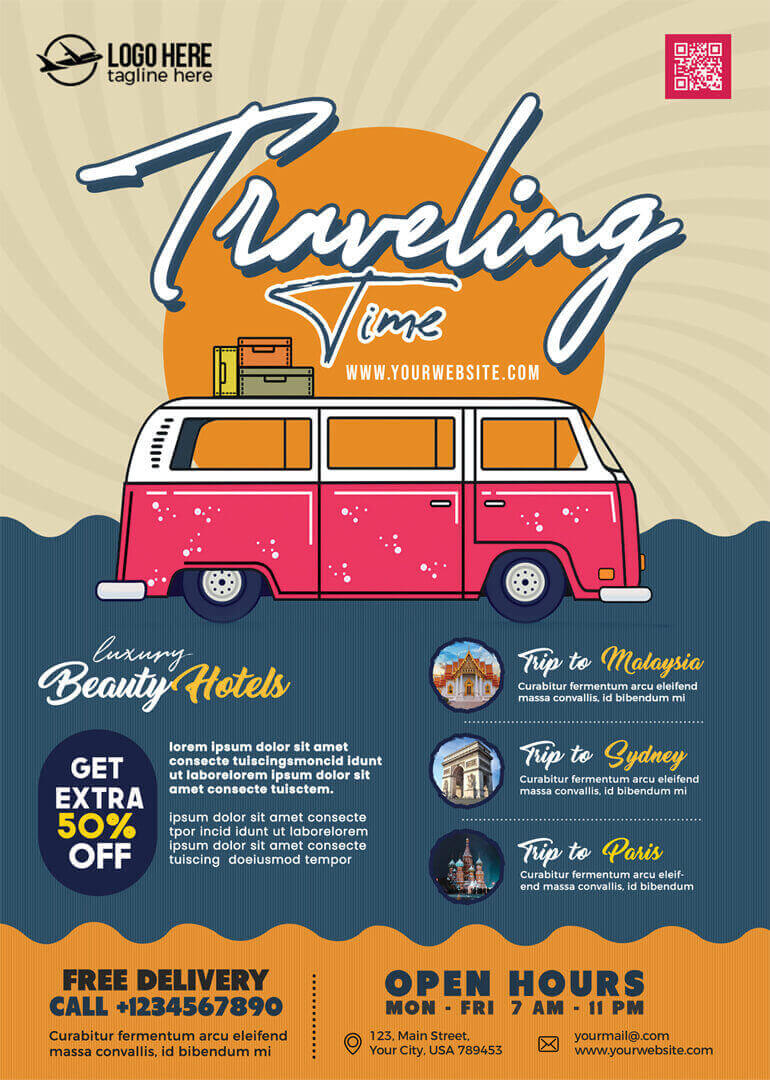 LOGO HERE
tagline here
Traveling
Time
WWW.YOURWEBSITE.COM
luxury
Beauty Hotels
GET
EXTRA
50%
OFF
lorem ipsum dolor sit amet
consecte tuiscingsmoncid idunt
ut laborelorem ipsum dolor sit
amet consecte tuisctem.
ipsum dolor sit amet consecte
tpor incid idunt ut laborelorem
ipsum dolor sit amet consecte
tuiscing doeiusmod tempor
Trip to Malaysia
Curabitur fermentum arcu eleifend
massa convallis, id bibendum mi
Trip to Sydney
Curabitur fermentum arcu eleifend
massa convallis, id bibendum mi
Trip to Paris
Curabitur fermentum arcu eleif-
end massa convallis, id bibendum
FREE DELIVERY
CALL +1234567890
Curabitur fermentum arcu eleifend
massa convallis, id bibendum mi
OPEN HOURS
MON - FRI 7 AM - 11 PM
123, Main Street,
Your City, USA 789453
yourmail@.com
www.yourwebsite.com